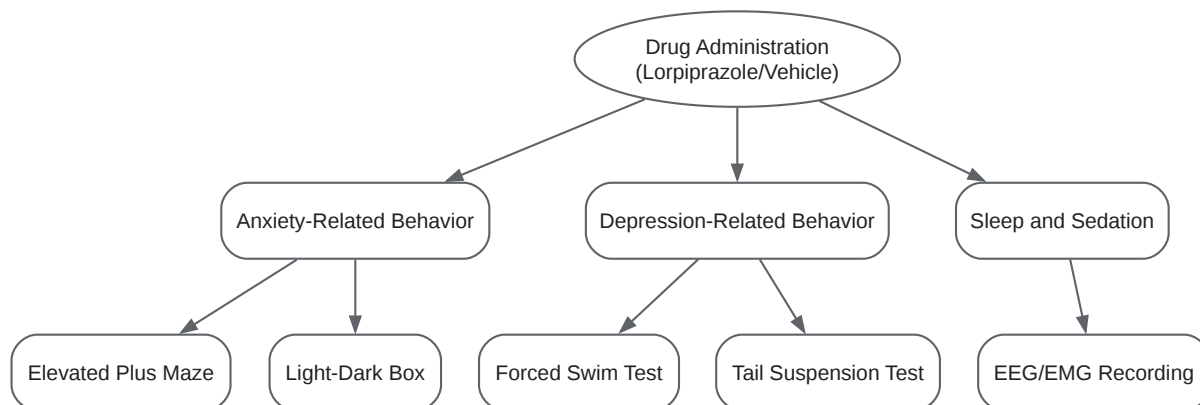 Drug Administration
(Lorpiprazole/Vehicle)
Anxiety-Related Behavior
Depression-Related Behavior
Sleep and Sedation
Elevated Plus Maze
Light-Dark Box
Forced Swim Test
Tail Suspension Test
EEG/EMG Recording